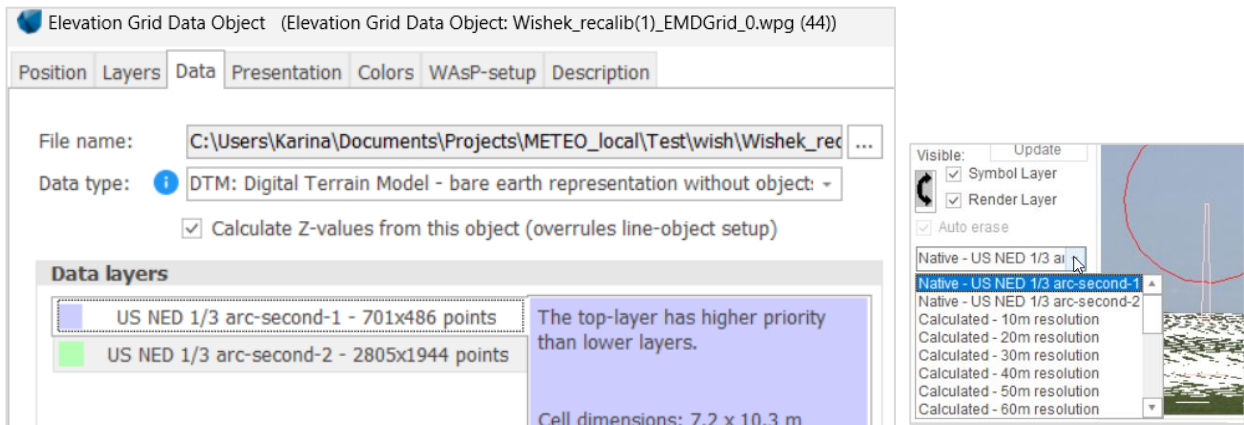 Elevation Grid Data Object (Elevation Grid Data Object: Wishek_recalib(1)_EMDGrid_0.wpg (44))
Position Layers Data Presentation Colors WAsP-setup Description
File name: C:\Users\Karina\Documents\Projects\METEO_local\Test\wish\Wishek_rec ...
Data type: DTM: Digital Terrain Model - bare earth representation without object:
Calculate Z-values from this object (overrules line-object setup)
Data layers
US NED 1/3 arc-second-1 - 701x486 points
US NED 1/3 arc-second-2 - 2805x1944 points
The top-layer has higher priority
than lower layers.
Cell dimensions: 7.2 x 10.3 m
Visible: Update
Symbol Layer
Render Layer
Auto erase
Native - US NED 1/3 ar
Native - US NED 1/3 arc-second-1
Native - US NED 1/3 arc-second-2
Calculated - 10m resolution
Calculated - 20m resolution
Calculated - 30m resolution
Calculated - 40m resolution
Calculated - 50m resolution
Calculated - 60m resolution